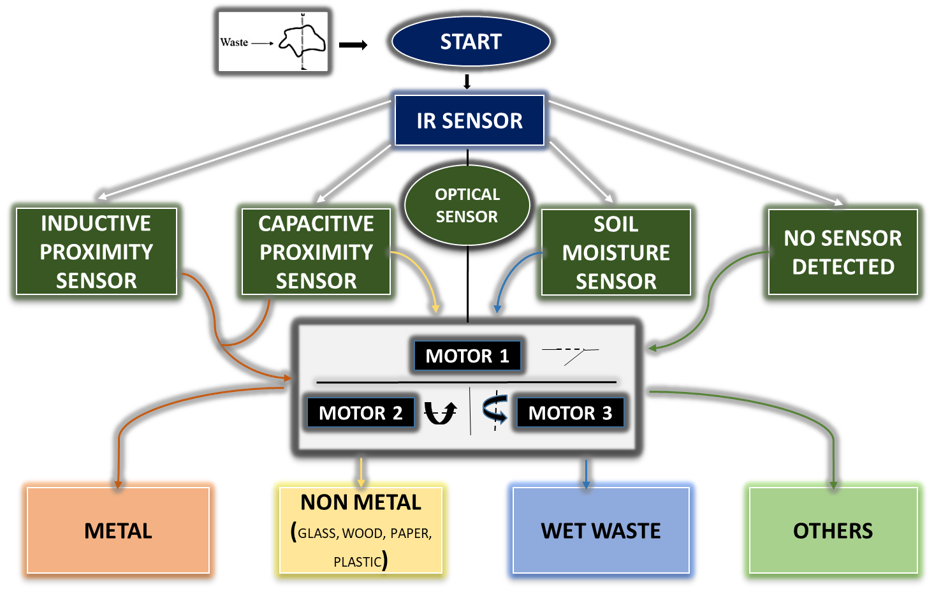 Waste
START
IR SENSOR
OPTICAL
SENSOR
INDUCTIVE
PROXIMITY
SENSOR
CAPACITIVE
PROXIMITY
SENSOR
SOIL
MOISTURE
SENSOR
NO SENSOR
DETECTED
MOTOR 1
MOTOR 2
MOTOR 3
METAL
NON METAL
(GLASS, WOOD, PAPER,
PLASTIC)
WET WASTE
OTHERS